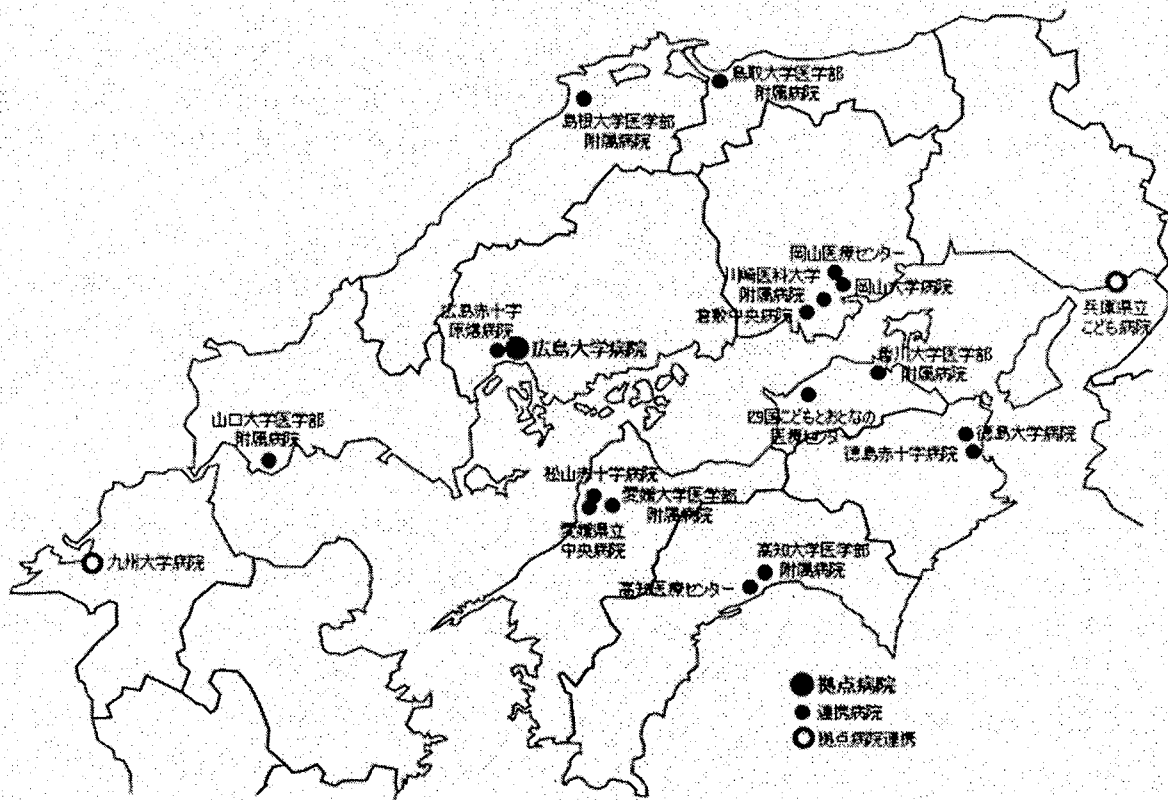 鳥取大学医学部
附属病院
島根大学医学部
附属病院
岡山医療センター
川崎医科大学
附属病院
岡山大学病院
倉敷中央病院
兵庫県立
こども病院
広島赤十字
原爆病院
広島大学病院
香川大学医学部
附属病院
四国こどもとおとなの
医療センター
山口大学医学部
附属病院
徳島大学病院
徳島赤十字病院
松山赤十字病院
愛媛大学医学部
附属病院
愛媛県立
中央病院
九州大学病院
高知大学医学部
附属病院
高知医療センター
拠点病院
連携病院
拠点病院連携